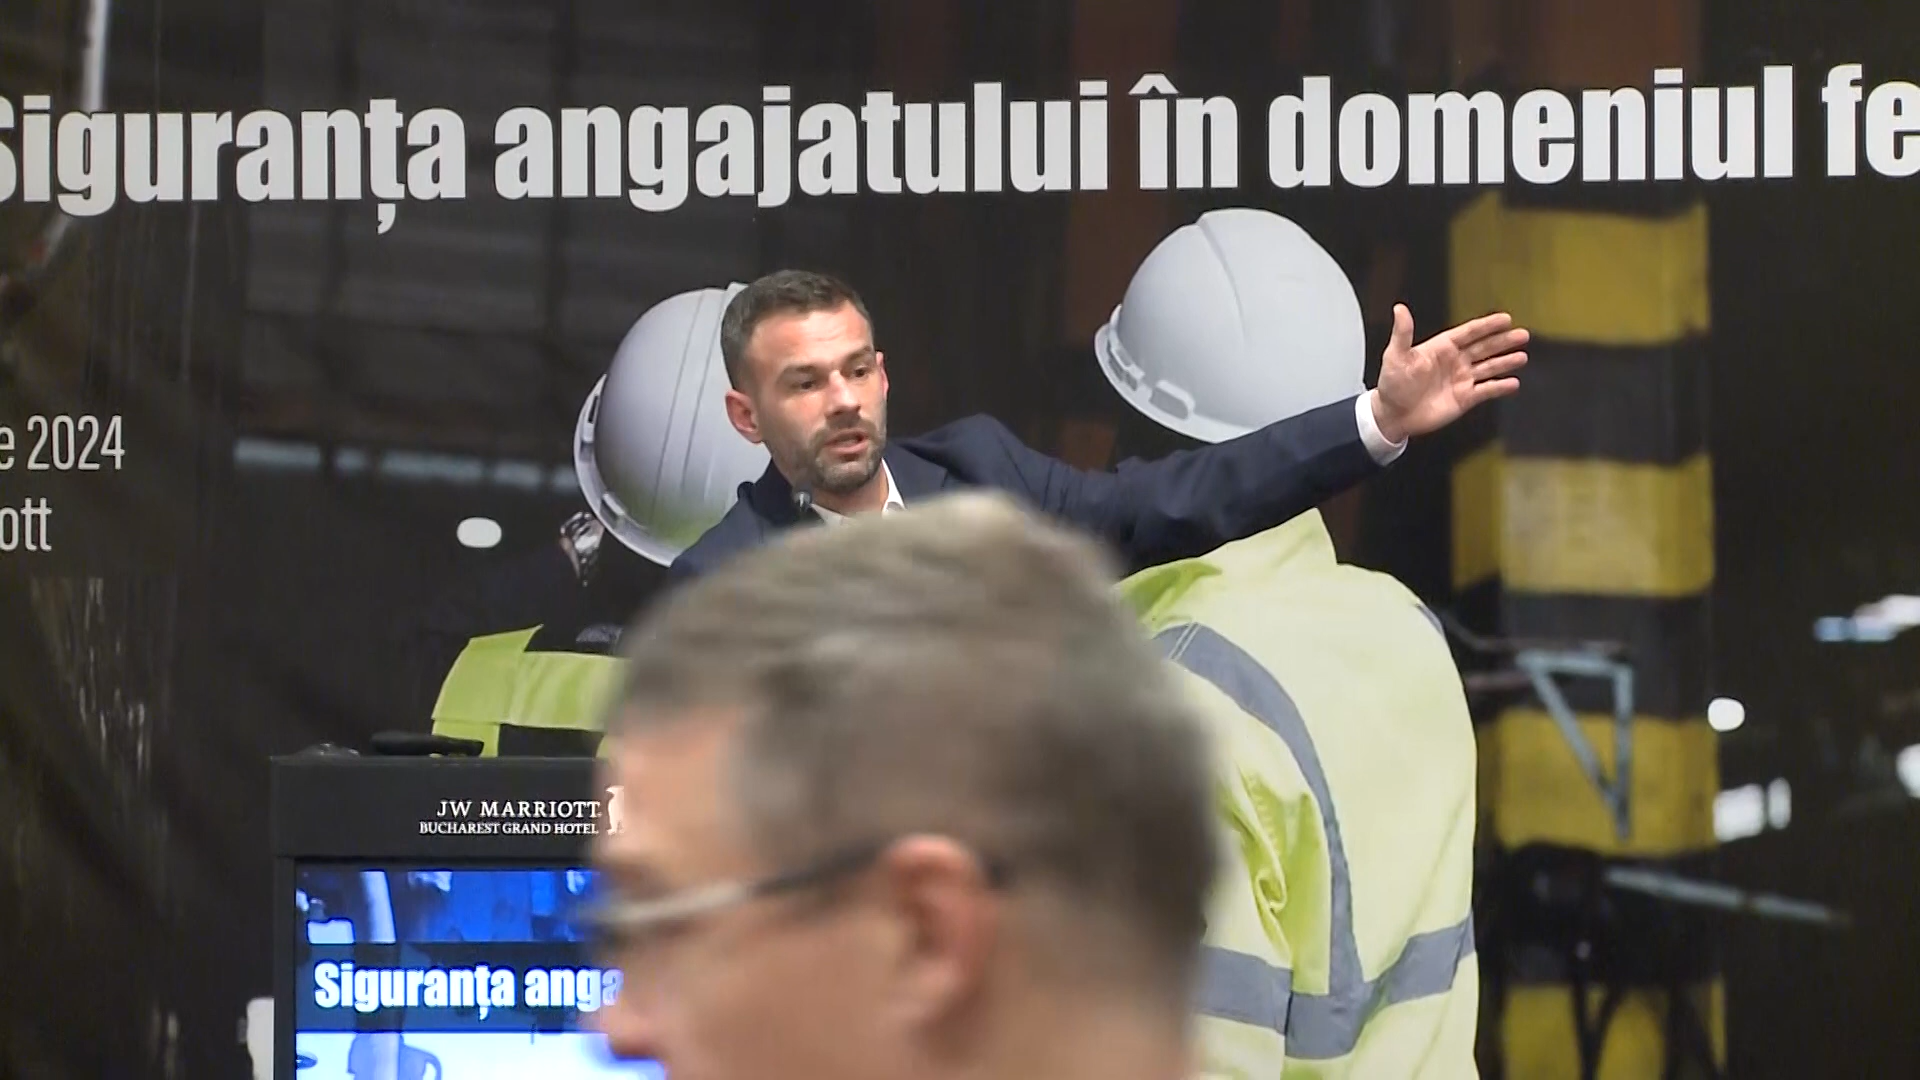 Siguranța angajatului în domeniul fe
e 2024
ott
JW MARRIOTT
BUCHAREST GRAND HOTEL
Siguranța anga